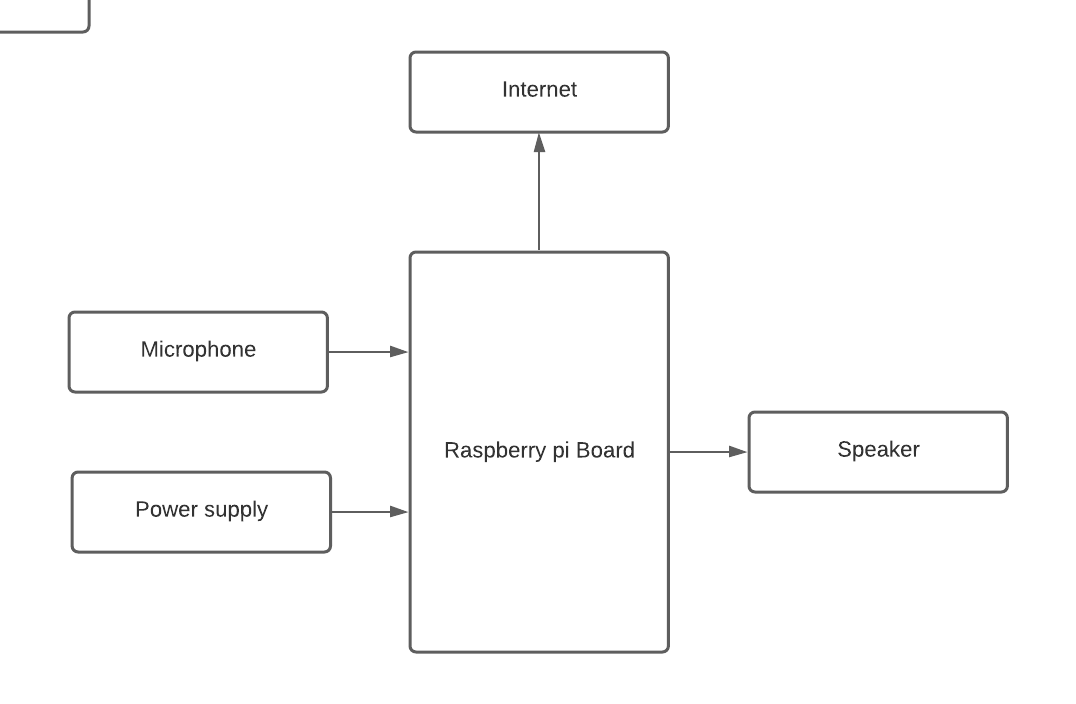 Internet
Microphone
Raspberry pi Board
Speaker
Power supply